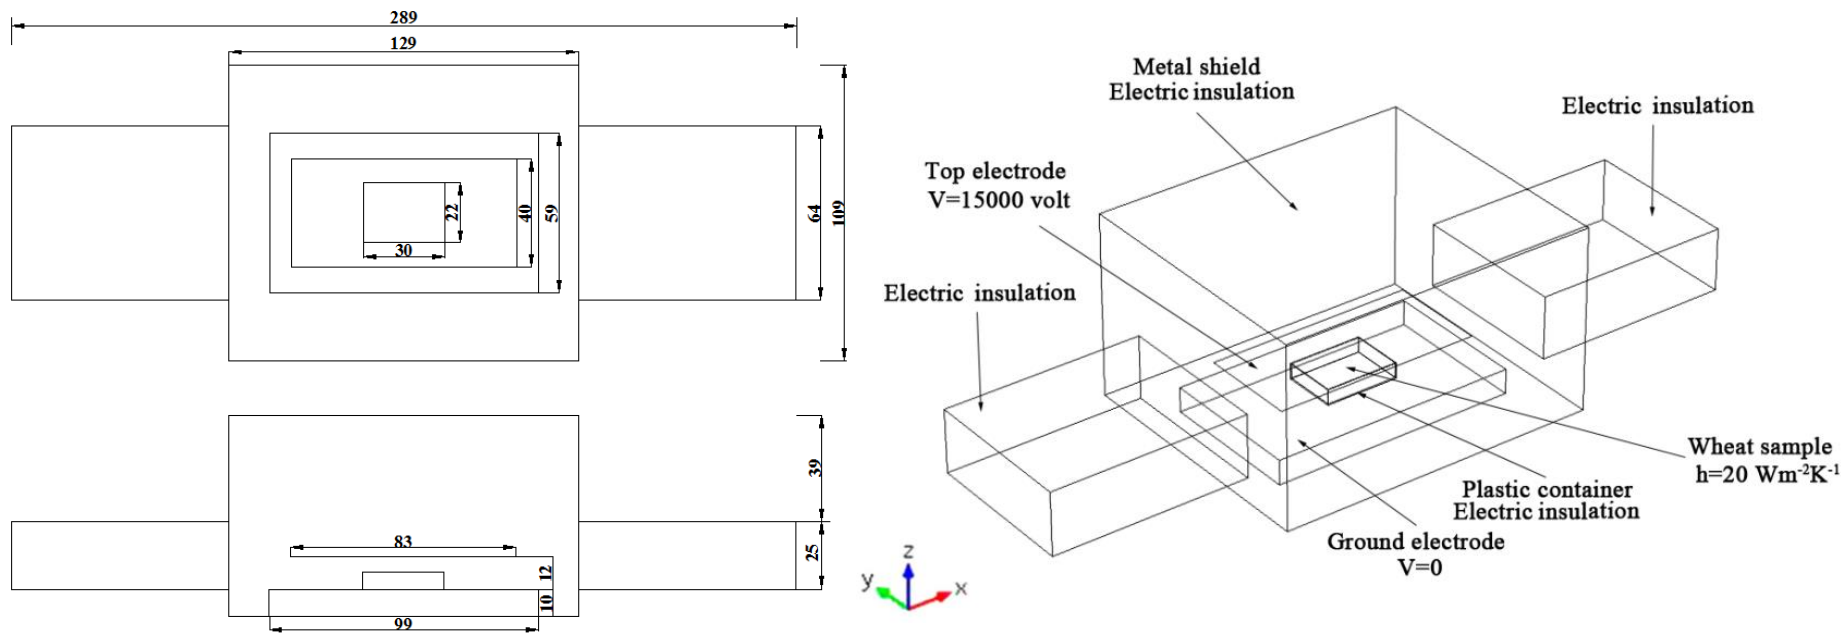 289
129
22
30
40
59
64
109
39
83
12
25
10
99
Metal shield
Electric insulation
Electric insulation
Top electrode
V=15000 volt
Electric insulation
Wheat sample
h=20 Wm⁻²K⁻¹
Plastic container
Electric insulation
Ground electrode
V=0
z
y
x